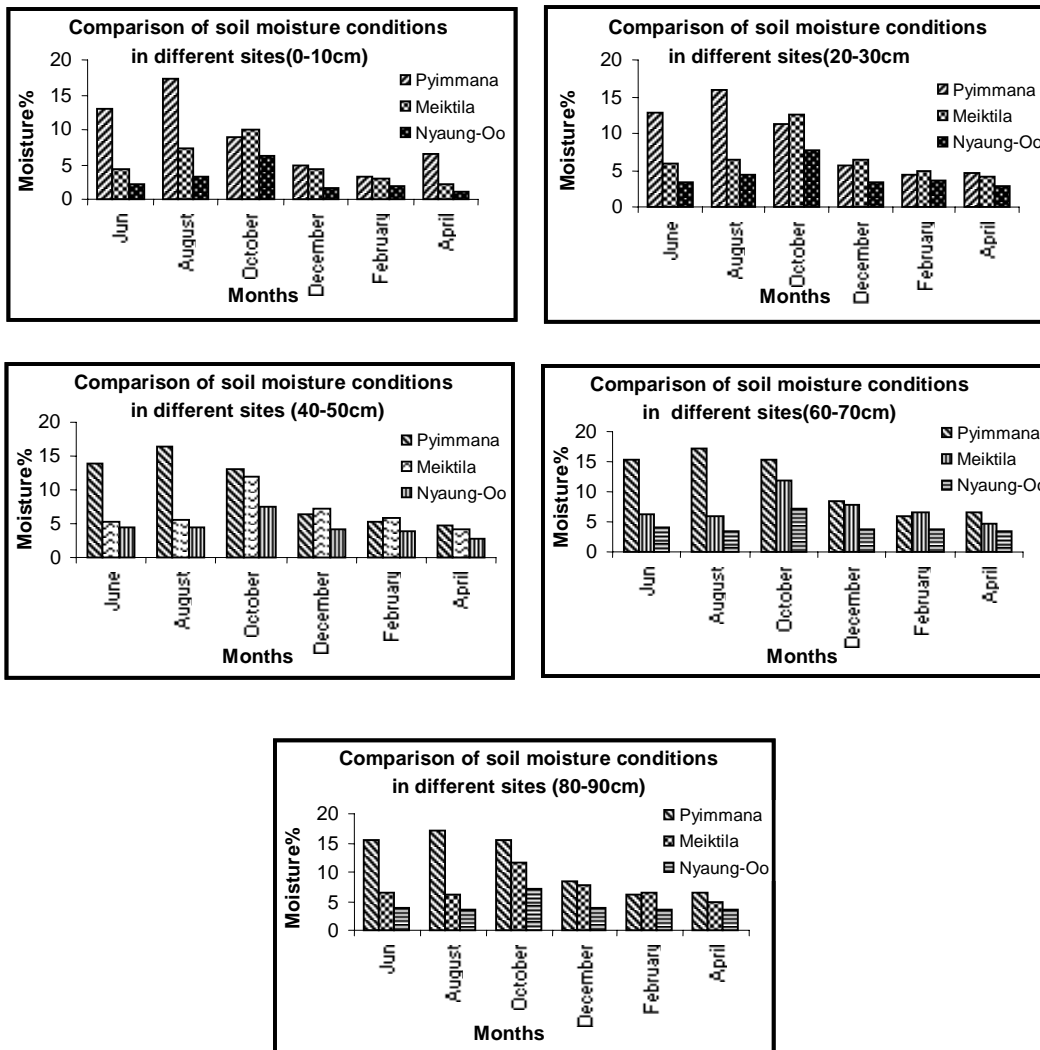 Comparison of soil moisture conditions
in different sites(0-10cm)
20
15
10
5
0
Moisture%
Pyimmana
Meiktila
Nyaung-Oo
Jun
August
October
December
February
April
Months
Comparison of soil moisture conditions
in different sites(20-30cm
20
15
10
5
0
Moisture%
Pyimmana
Meiktila
Nyaung-Oo
June
August
October
December
February
April
Months
Comparison of soil moisture conditions
in different sites (40-50cm)
20
15
10
5
0
Moisture%
Pyimmana
Meiktila
Nyaung-Oo
June
August
October
December
February
April
Months
Comparison of soil moisture conditions
in different sites(60-70cm)
20
15
10
5
0
Moisture%
Pyimmana
Meiktila
Nyaung-Oo
Jun
August
October
December
February
April
Months
Comparison of soil moisture conditions
in different sites (80-90cm)
20
15
10
5
0
Moisture%
Pyimmana
Meiktila
Nyaung-Oo
Jun
August
October
December
February
April
Months